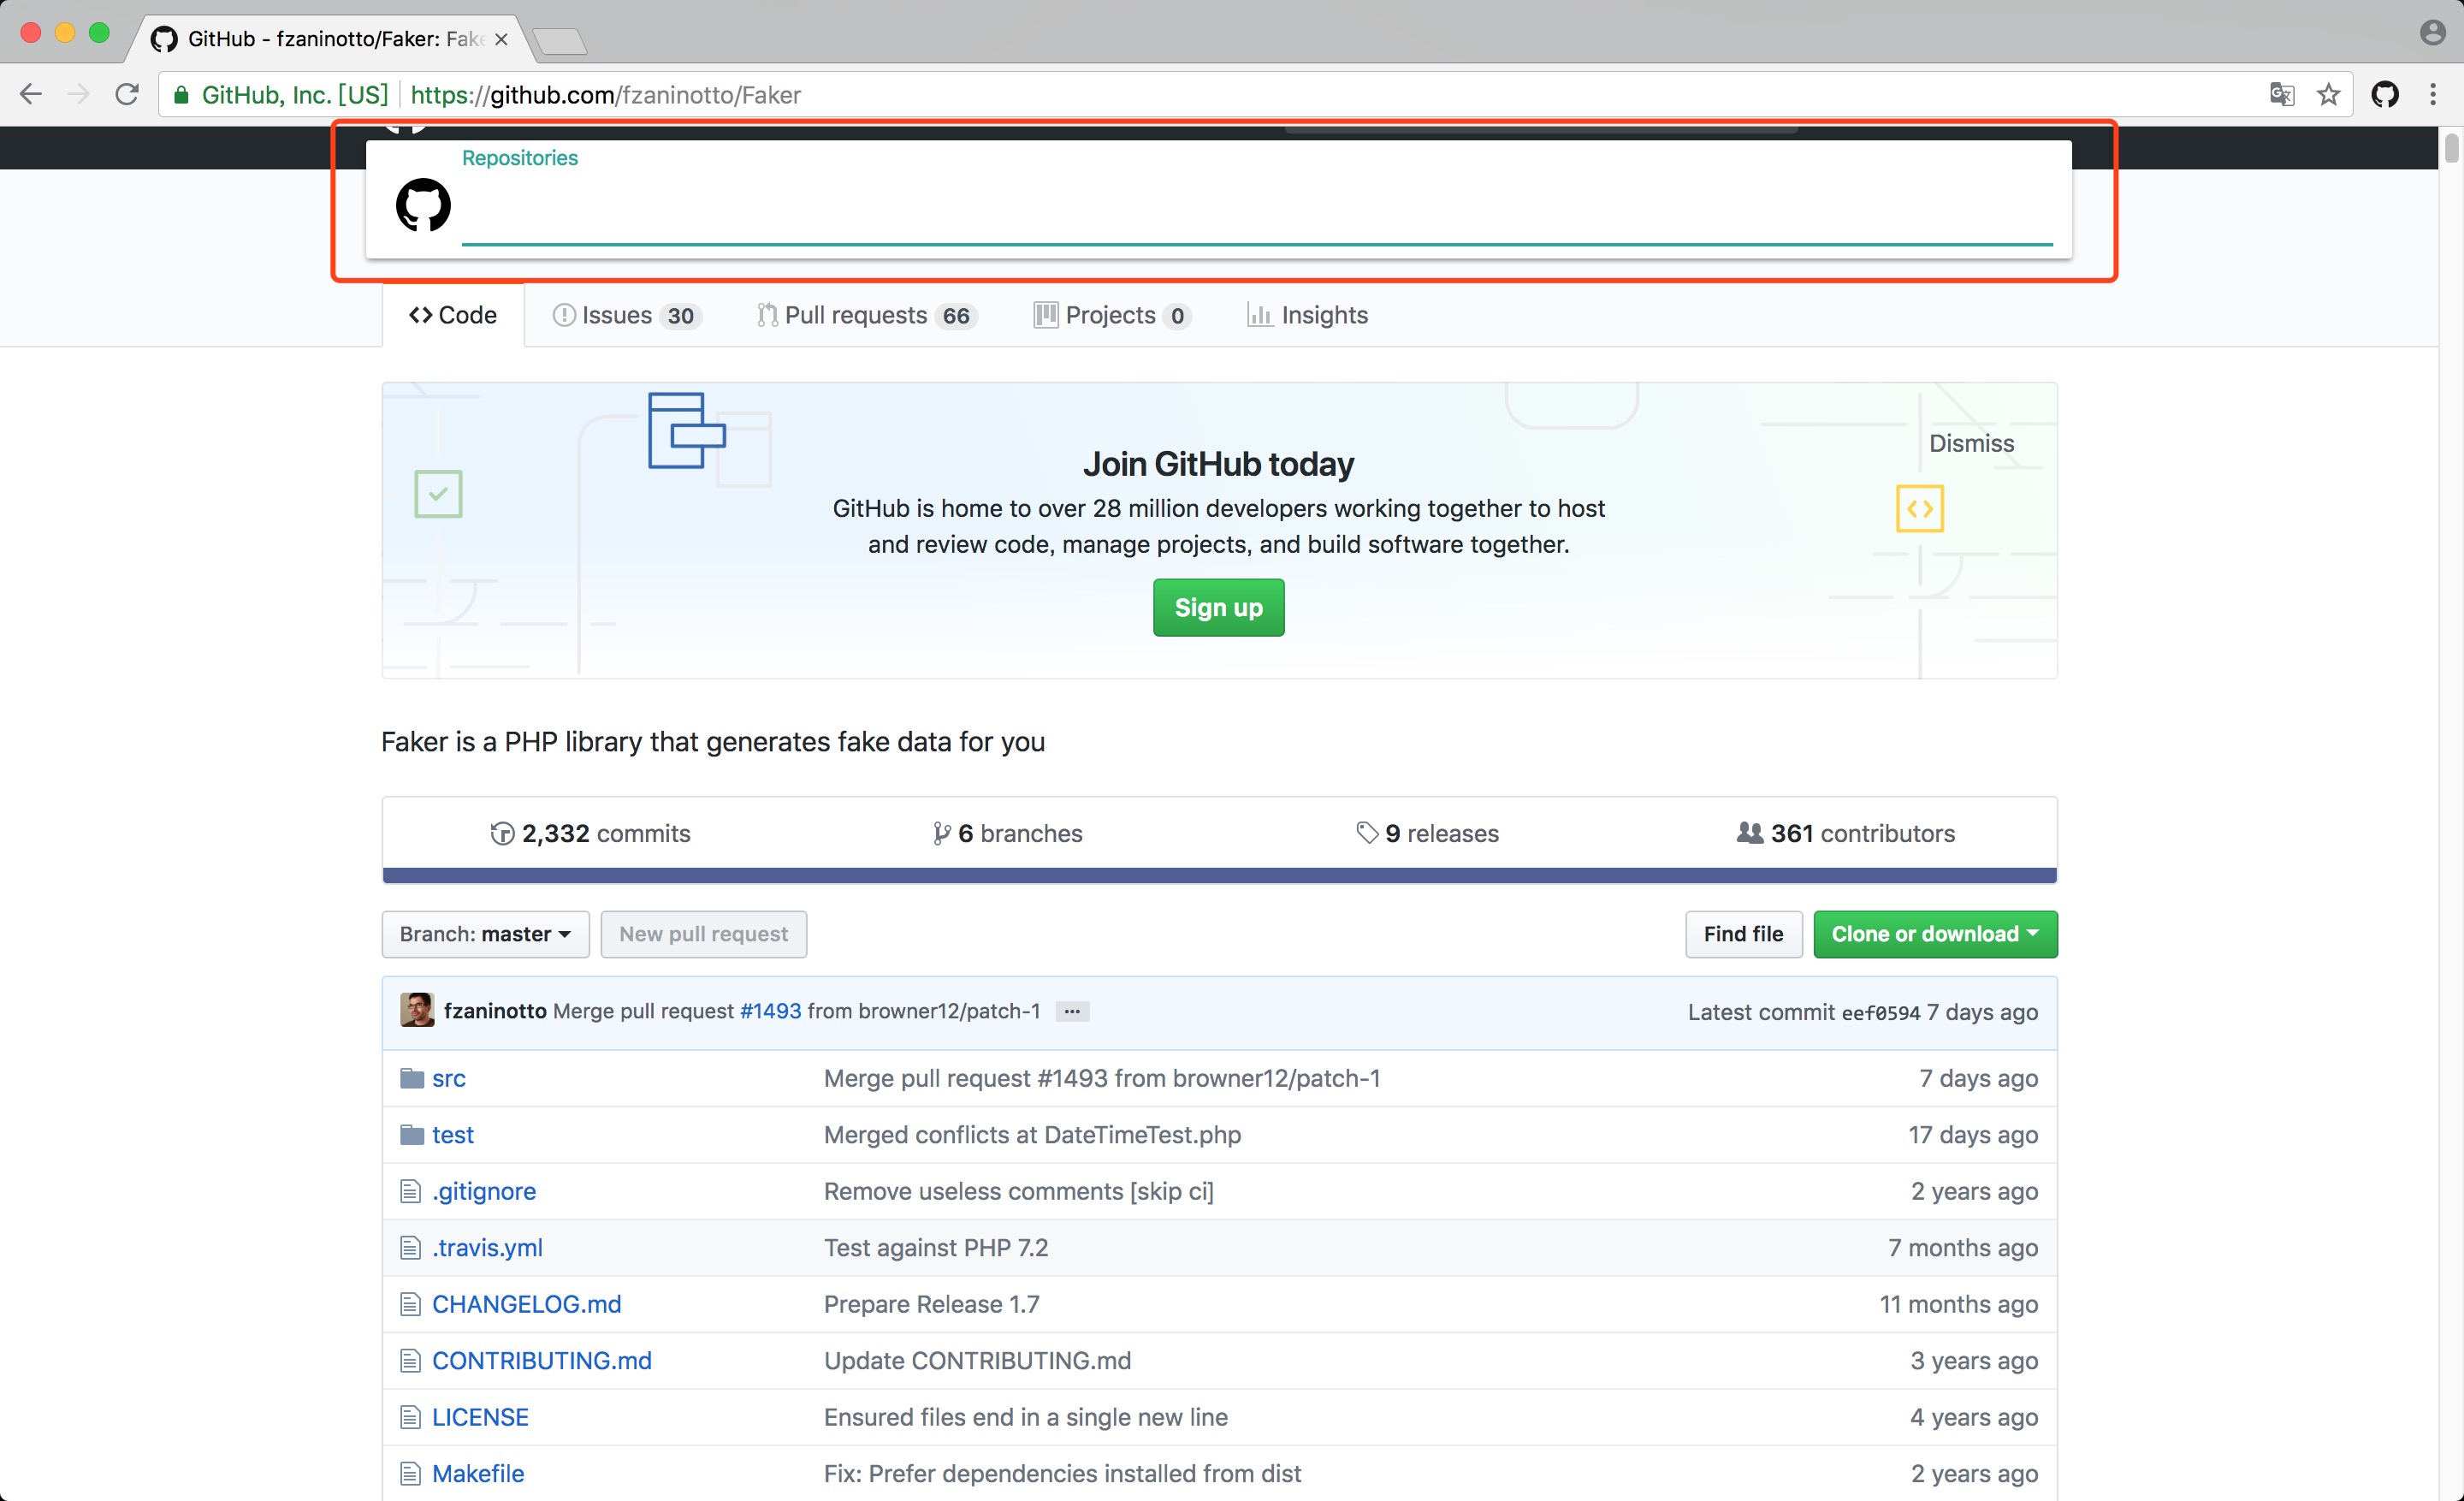 GitHub - fzaninotto/Faker: Fake
GitHub, Inc. [US] https://github.com/fzaninotto/Faker
Repositories
Code Issues 30 Pull requests 66 Projects 0 Insights
Dismiss
Join GitHub today
GitHub is home to over 28 million developers working together to host
and review code, manage projects, and build software together.
Sign up
Faker is a PHP library that generates fake data for you
2,332 commits 6 branches 9 releases 361 contributors
Branch: master New pull request Find file Clone or download
fzaninotto Merge pull request #1493 from browner12/patch-1 ... Latest commit eef0594 7 days ago
src Merge pull request #1493 from browner12/patch-1 7 days ago
test Merged conflicts at DateTimeTest.php 17 days ago
.gitignore Remove useless comments [skip ci] 2 years ago
.travis.yml Test against PHP 7.2 7 months ago
CHANGELOG.md Prepare Release 1.7 11 months ago
CONTRIBUTING.md Update CONTRIBUTING.md 3 years ago
LICENSE Ensured files end in a single new line 4 years ago
Makefile Fix: Prefer dependencies installed from dist 2 years ago